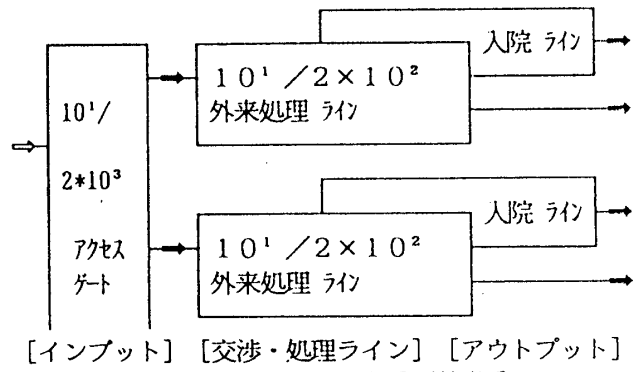 入院 ライン
10¹／2×10²
外来処理 ライン
10¹/
2*10³
アクセス
ゲート
入院 ライン
10¹／2×10²
外来処理 ライン
[インプット] [交渉・処理ライン] [アウトプット]